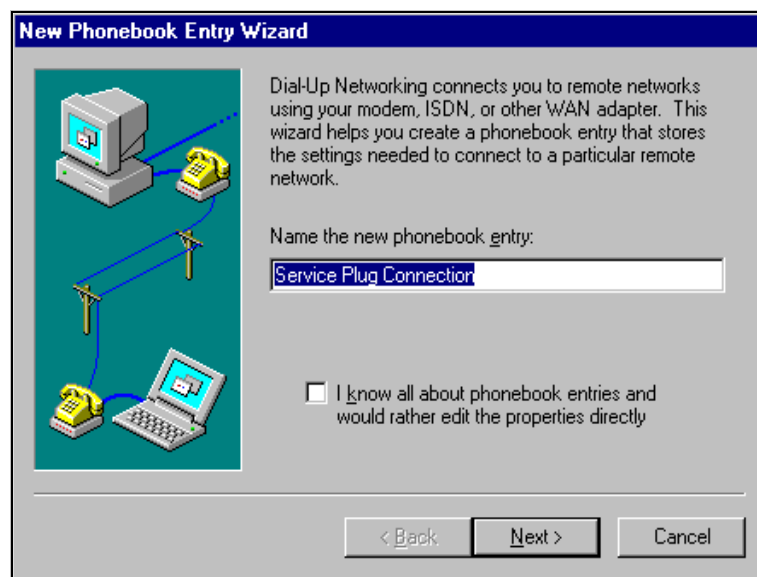 New Phonebook Entry Wizard
Dial-Up Networking connects you to remote networks
using your modem, ISDN, or other WAN adapter. This
wizard helps you create a phonebook entry that stores
the settings needed to connect to a particular remote
network.
Name the new phonebook entry:
Service Plug Connection
I know all about phonebook entries and
would rather edit the properties directly
< Back
Next >
Cancel